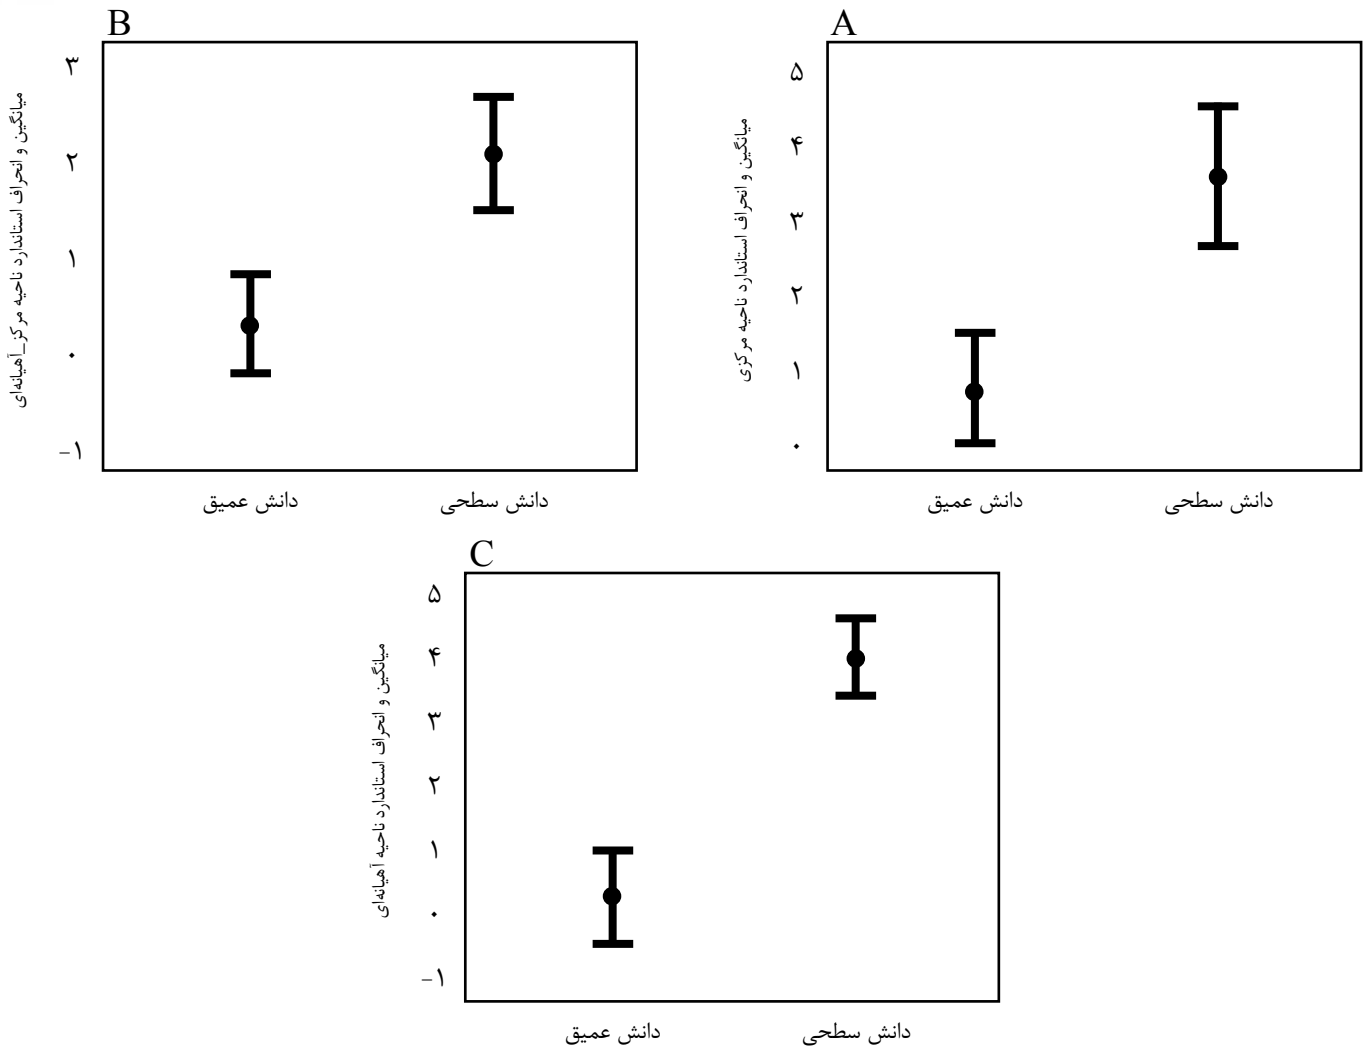 A
میانگین و انحراف استاندارد ناحیه مرکزی
۵
۴
۳
۲
۱
۰
دانش عمیق
دانش سطحی
B
میانگین و انحراف استاندارد ناحیه مرکز_آهیانه‌ای
۳
۲
۱
۰
-۱
دانش عمیق
دانش سطحی
C
میانگین و انحراف استاندارد ناحیه آهیانه‌ای
۵
۴
۳
۲
۱
۰
-۱
دانش عمیق
دانش سطحی